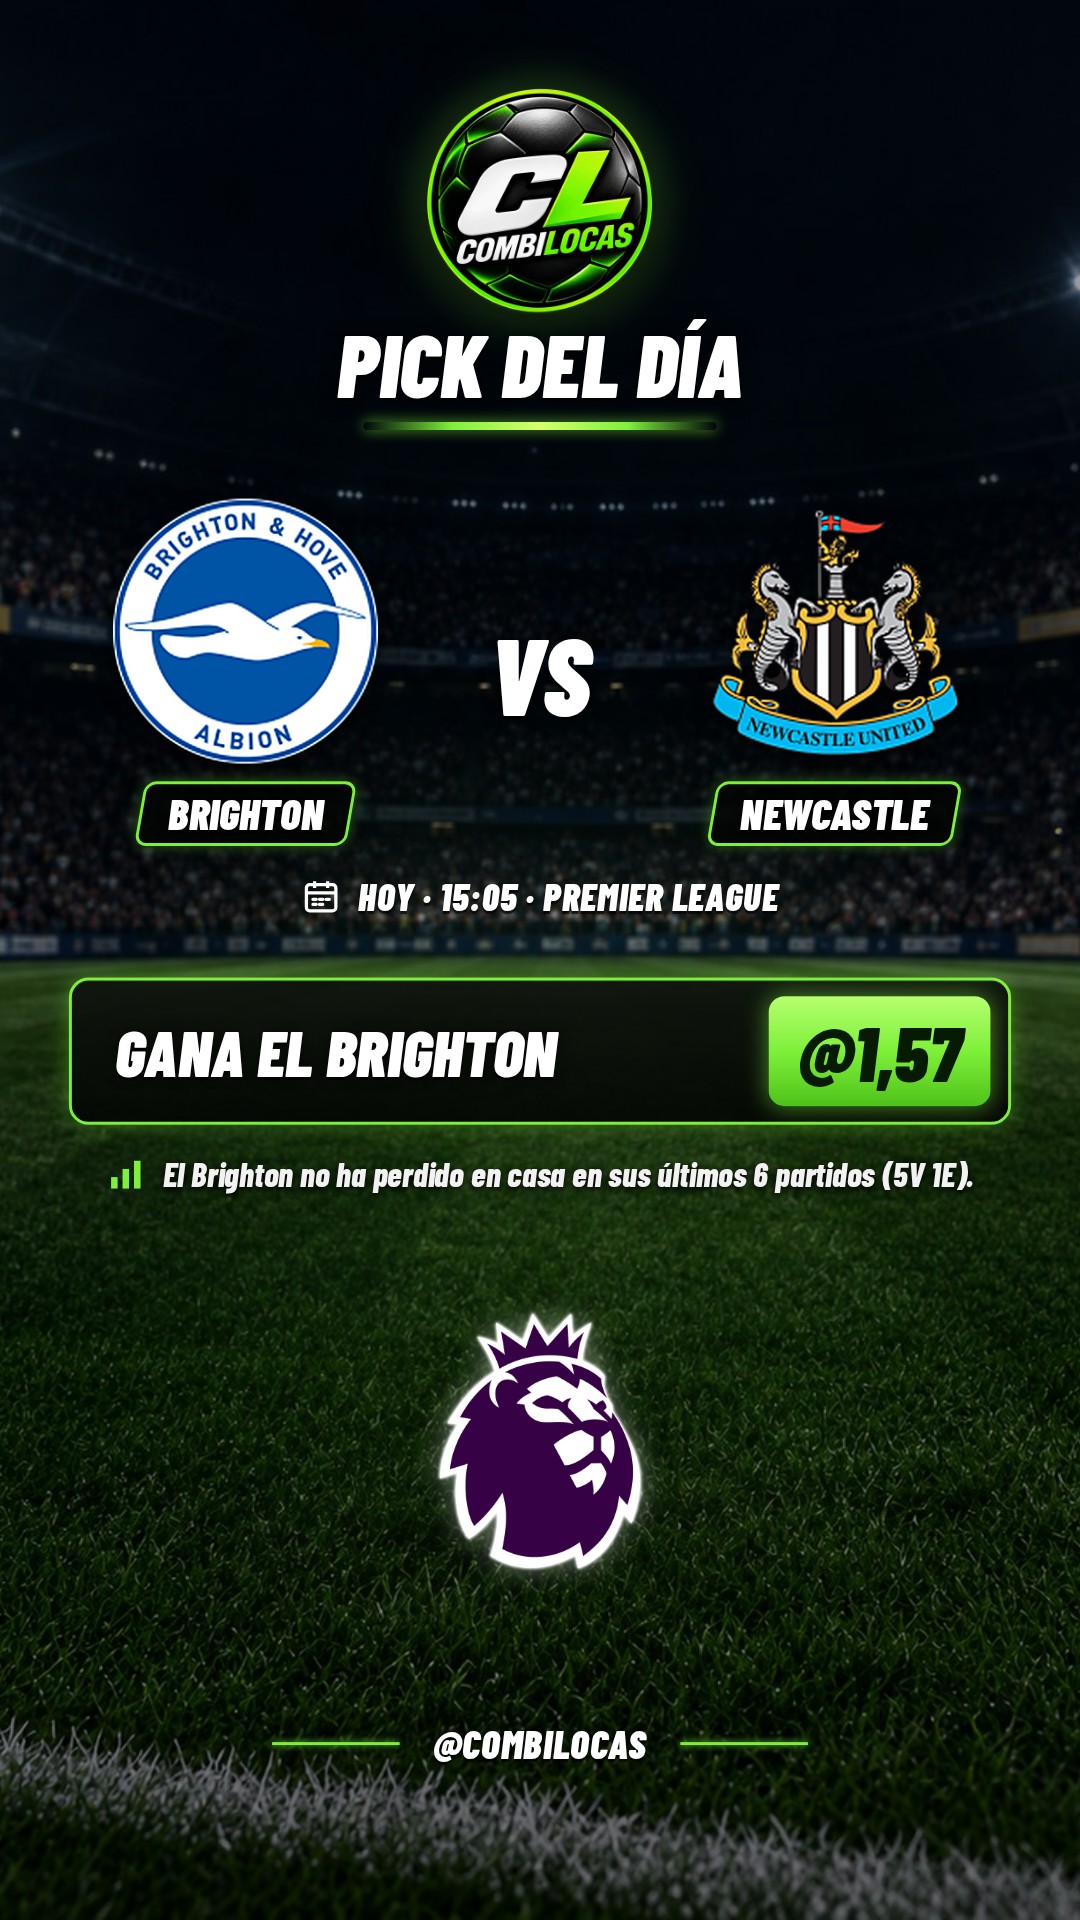 CL
COMBILOCAS
PICK DEL DÍA
BRIGHTON & HOVE
ALBION
VS
NEWCASTLE UNITED
BRIGHTON
NEWCASTLE
HOY · 15:05 · PREMIER LEAGUE
GANA EL BRIGHTON
@1,57
El Brighton no ha perdido en casa en sus últimos 6 partidos (5V 1E).
@COMBILOCAS